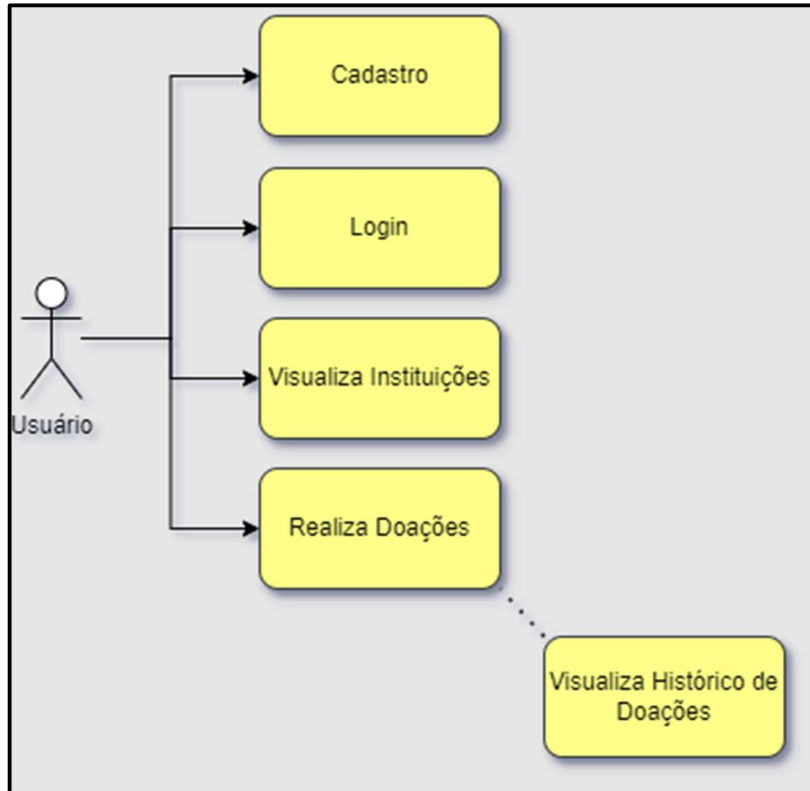 Cadastro
Login
Usuário
Visualiza Instituições
Realiza Doações
Visualiza Histórico de
Doações